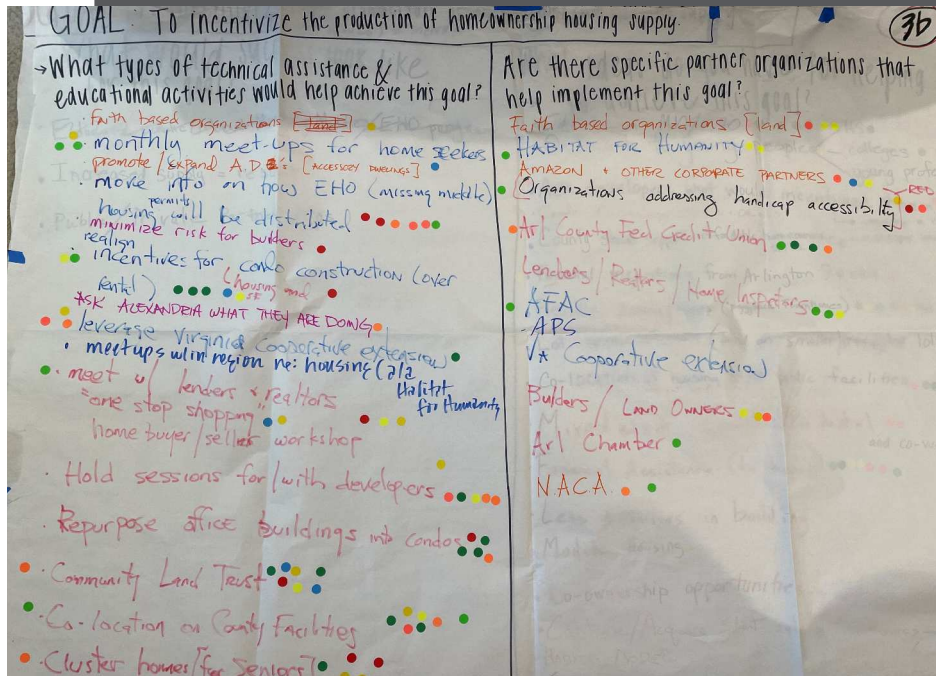 GOAL: To incentivize the production of homeownership housing supply.
3b
→What types of technical assistance &
educational activities would help achieve this goal?
· faith based organizations [land]
· monthly meet-ups for home seekers
· promote/expand A.D.
[ACCESSORY DWELLINGS]
· move info on how EHO (missing middle)
permits
housing will be distributed
minimize risk for builders
realign
· incentives for condo construction (over
rental)
(housing and
ASK ALEXANDRIA WHAT THEY ARE DOING
· leverage Virginia Cooperative extension
· meetups w/in region re: housing (a la
Habitat
for Humanity
· meet w/ lenders & realtors
"one stop shopping"
home buyer/seller workshop
· Hold sessions for/with developers
· Repurpose office buildings into condos
· Community Land Trust
· Co-location on County Facilities
· Cluster homes [for seniors]
Are there specific partner organizations that
help implement this goal?
Faith based organizations [land]
HABITAT FOR HUMANITY
AMAZON + OTHER CORPORATE PARTNERS
RED
Organizations addressing handicap accessibility
Arl County Fed Credit Union
Lenders/Realtors/Home Inspectors
AFAC
APS
VA Cooperative extension
Builders/LAND OWNERS
Arl Chamber
N.A.C.A.